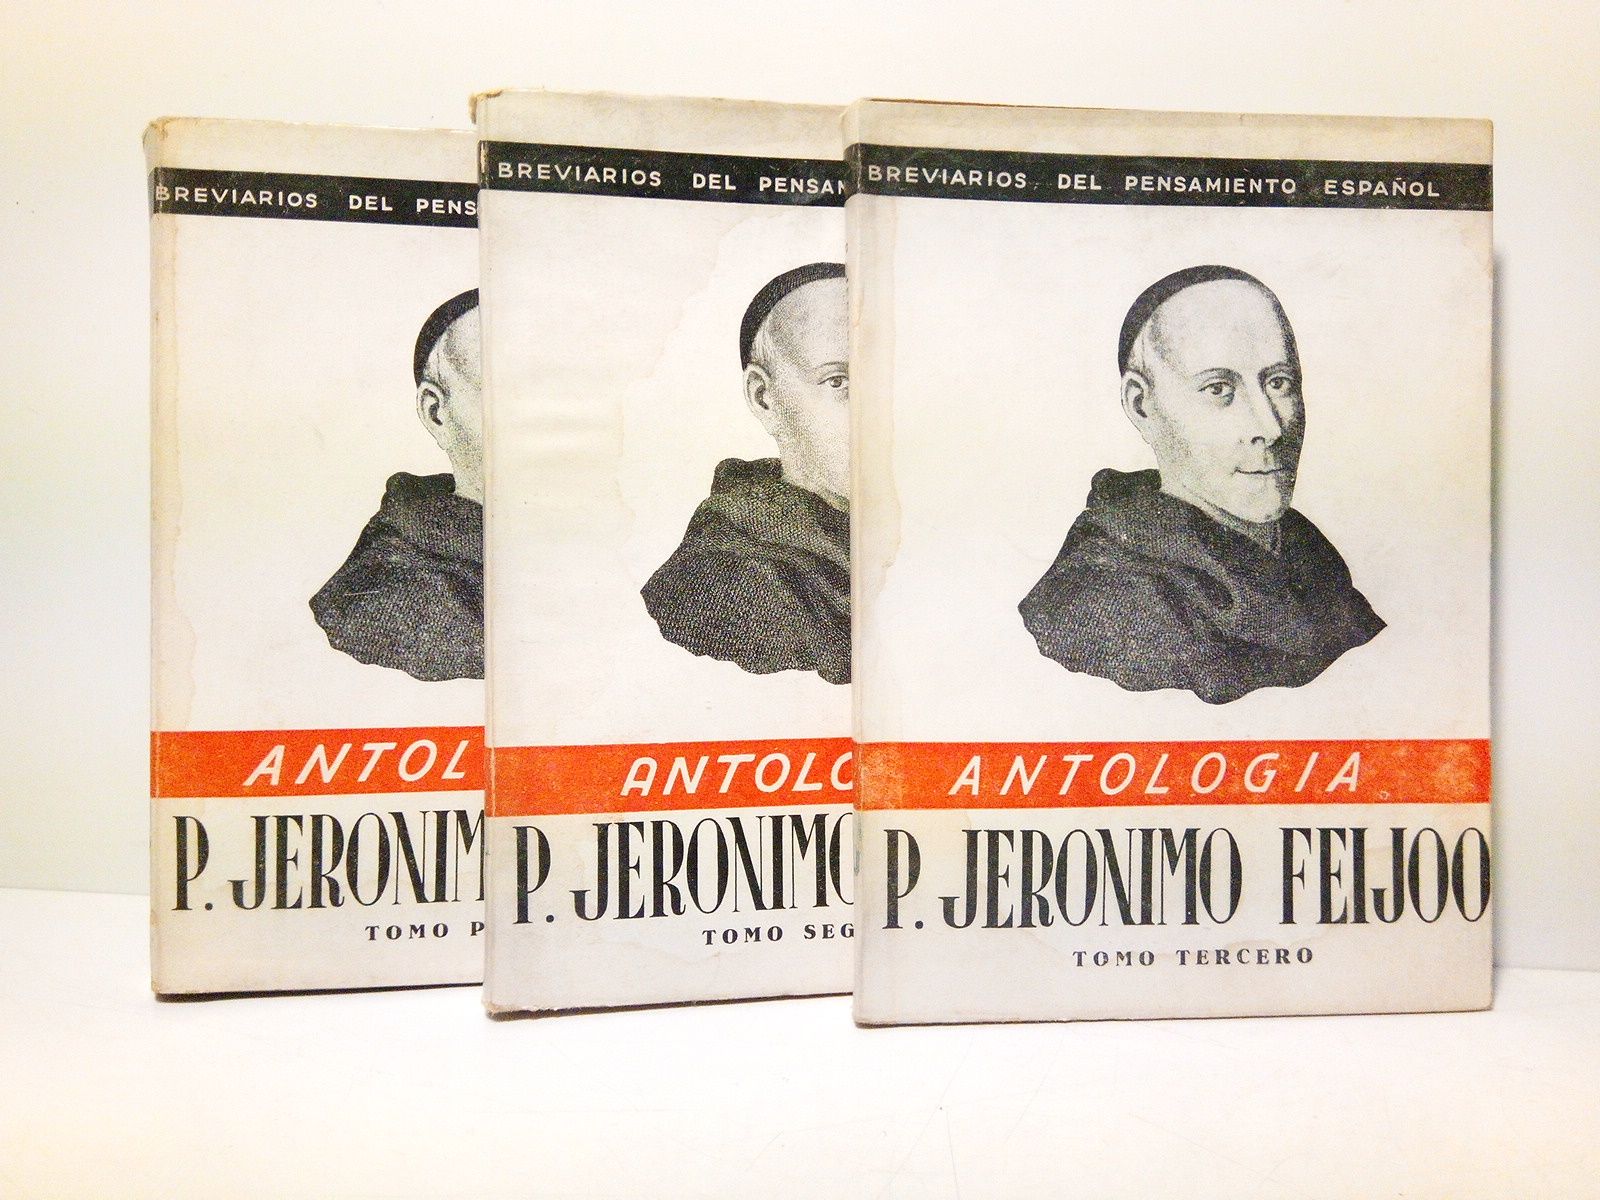 BREVIARIOS DEL PENS
ANTOL
P. JERONIM
TOMO P
BREVIARIOS DEL PENSAM
ANTOLO
P. JERONIMO
TOMO SEG
BREVIARIOS DEL PENSAMIENTO ESPAÑOL
ANTOLOGIA
P. JERONIMO FEIJOO
TOMO TERCERO